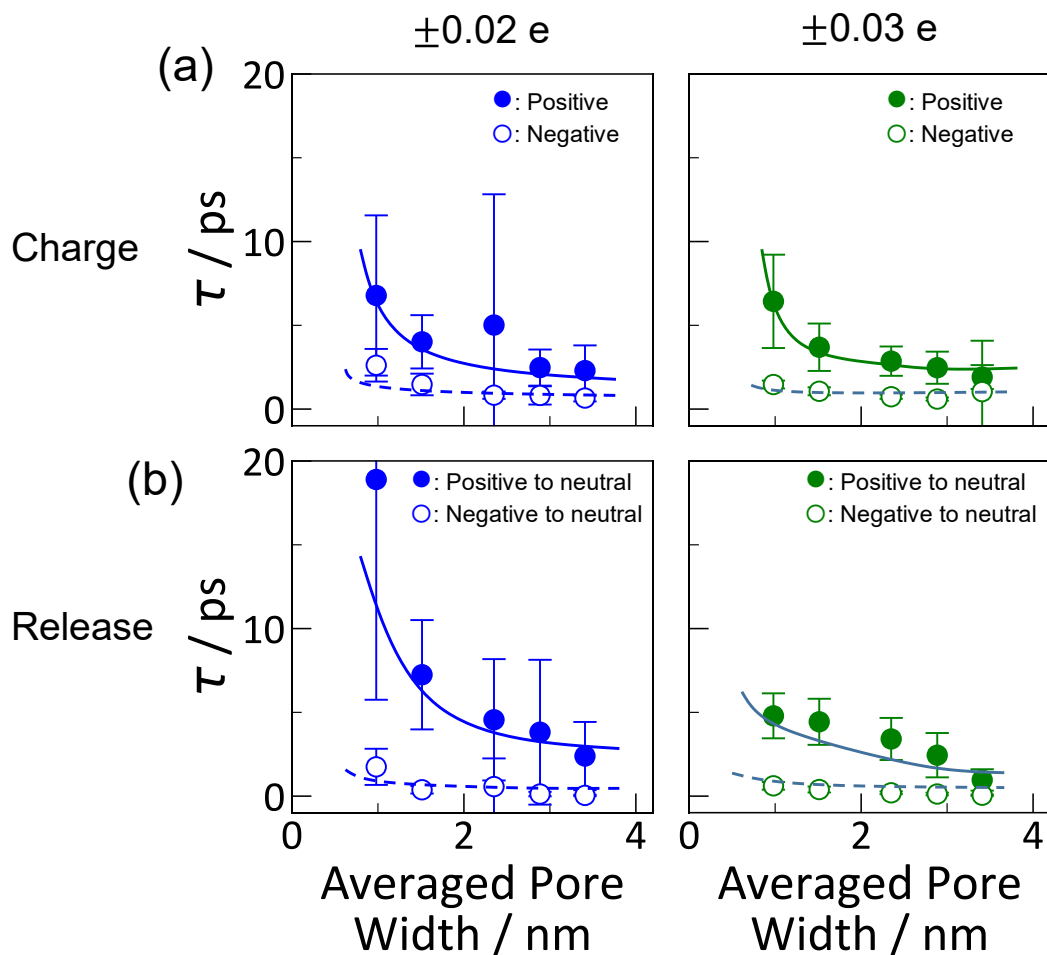 ±0.02 e
±0.03 e
(a)
Charge
τ / ps
20
10
0
: Positive
: Negative
: Positive
: Negative
(b)
Release
τ / ps
20
10
0
: Positive to neutral
: Negative to neutral
: Positive to neutral
: Negative to neutral
0 2 4
0 2 4
Averaged Pore
Width / nm
Averaged Pore
Width / nm